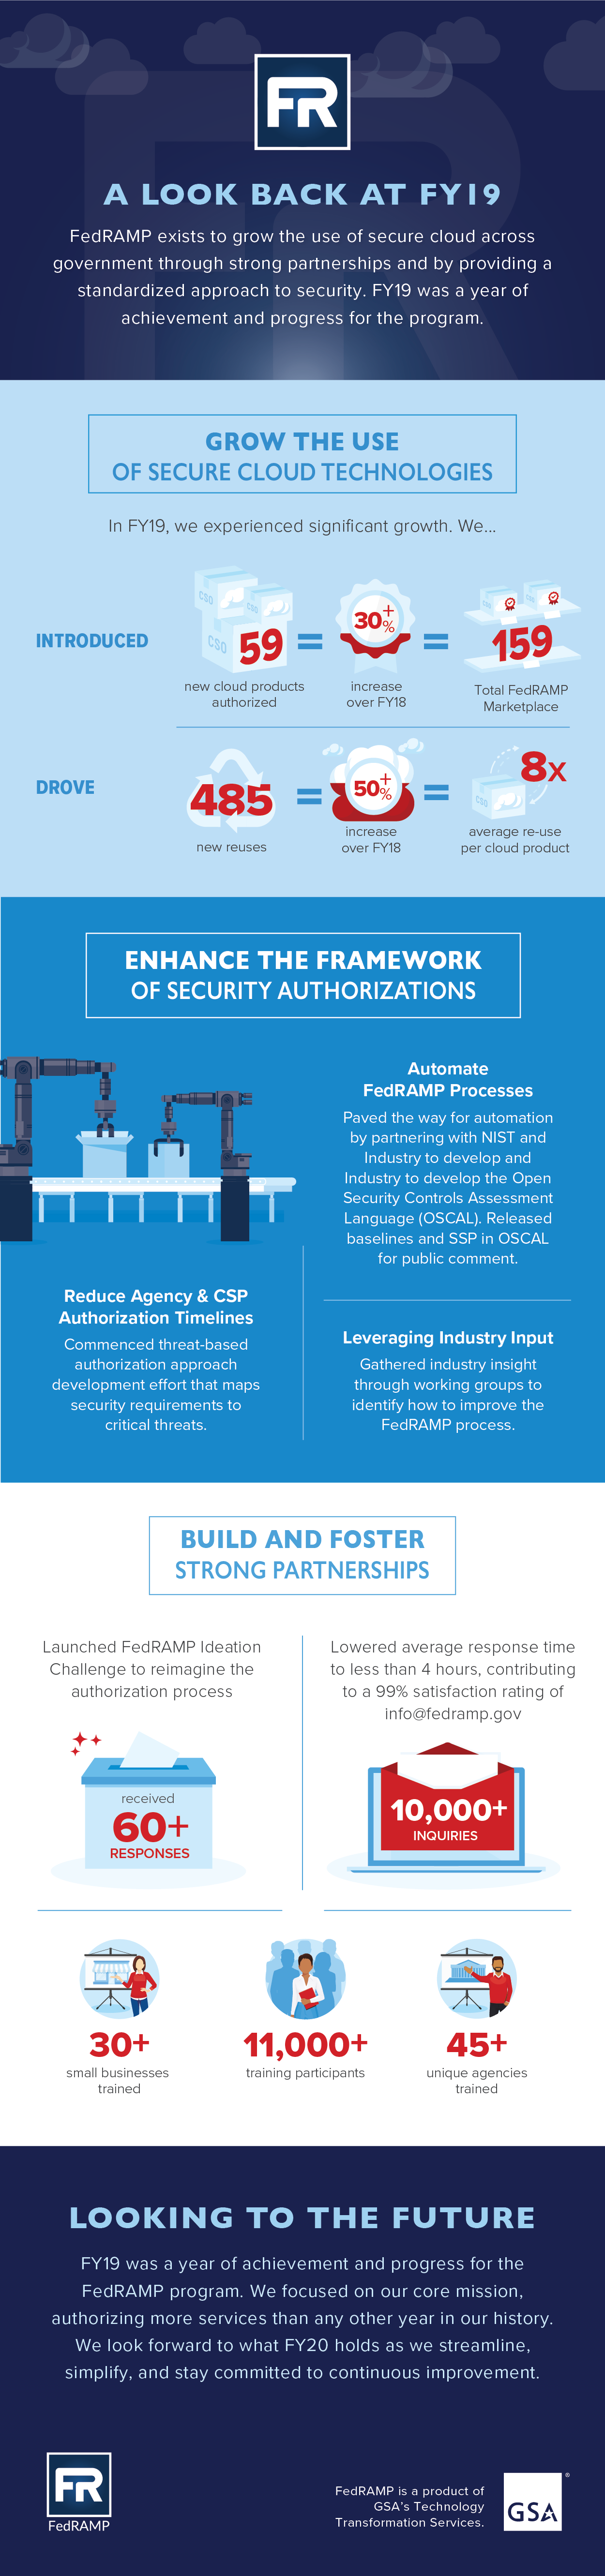 FR
A LOOK BACK AT FY19
FedRAMP exists to grow the use of secure cloud across
government through strong partnerships and by providing a
standardized approach to security. FY19 was a year of
achievement and progress for the program.
GROW THE USE
OF SECURE CLOUD TECHNOLOGIES
In FY19, we experienced significant growth. We...
INTRODUCED
CSO
CSO
59
new cloud products
authorized
=
30+%
increase
over FY18
=
159
Total FedRAMP
Marketplace
DROVE
485
new reuses
=
50+%
increase
over FY18
=
CSO
8x
average re-use
per cloud product
ENHANCE THE FRAMEWORK
OF SECURITY AUTHORIZATIONS
Automate
FedRAMP Processes
Paved the way for automation
by partnering with NIST and
Industry to develop and
Industry to develop the Open
Security Controls Assessment
Language (OSCAL). Released
baselines and SSP in OSCAL
for public comment.
Reduce Agency & CSP
Authorization Timelines
Commenced threat-based
authorization approach
development effort that maps
security requirements to
critical threats.
Leveraging Industry Input
Gathered industry insight
through working groups to
identify how to improve the
FedRAMP process.
BUILD AND FOSTER
STRONG PARTNERSHIPS
Launched FedRAMP Ideation
Challenge to reimagine the
authorization process
received
60+
RESPONSES
Lowered average response time
to less than 4 hours, contributing
to a 99% satisfaction rating of
info@fedramp.gov
10,000+
INQUIRIES
30+
small businesses
trained
11,000+
training participants
45+
unique agencies
trained
LOOKING TO THE FUTURE
FY19 was a year of achievement and progress for the
FedRAMP program. We focused on our core mission,
authorizing more services than any other year in our history.
We look forward to what FY20 holds as we streamline,
simplify, and stay committed to continuous improvement.
FR
FedRAMP
FedRAMP is a product of
GSA's Technology
Transformation Services.
GSA
®